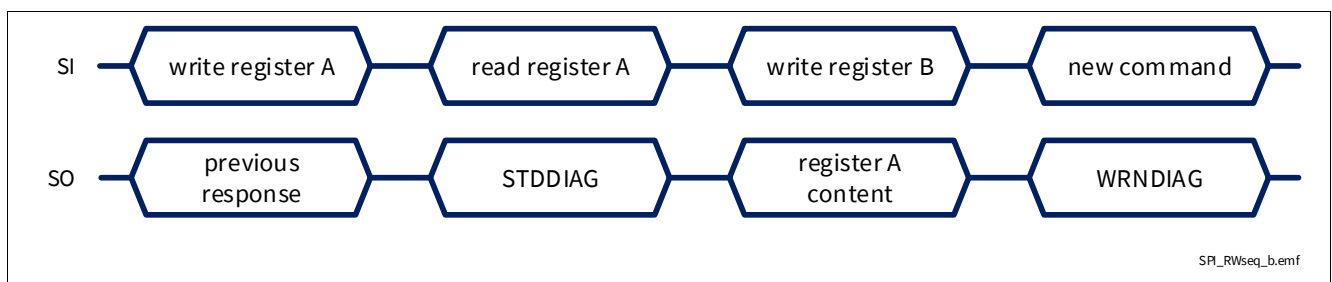 SI
write register A
read register A
write register B
new command
SO
previous
response
STDDIAG
register A
content
WRNDIAG
SPI_RWseq_b.emf